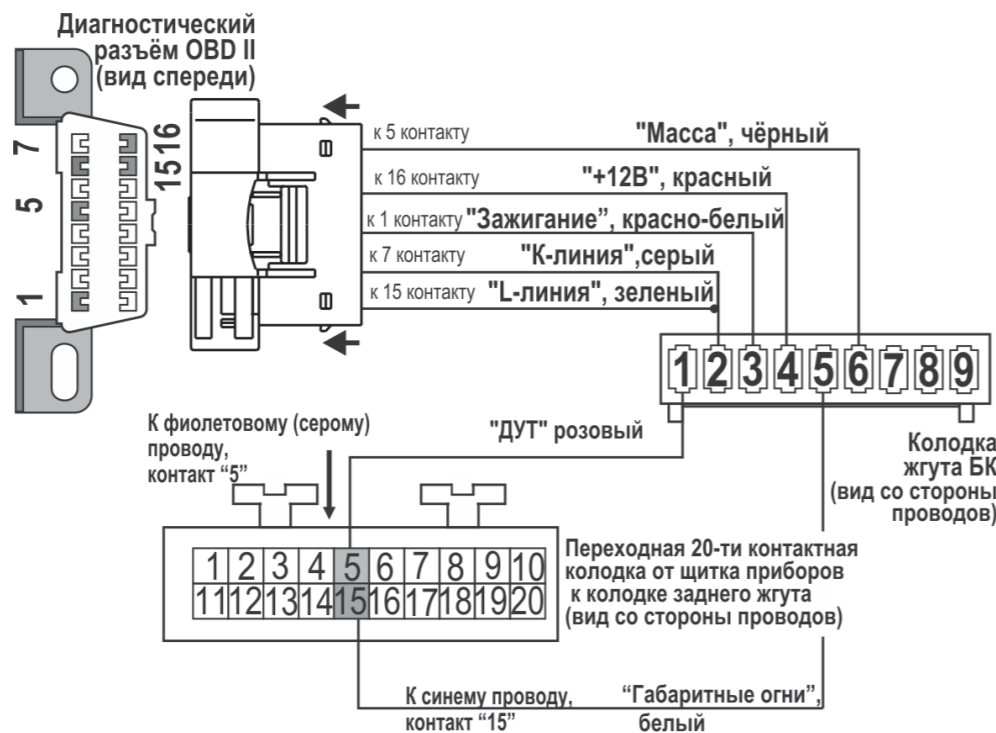 Диагностический
разъём OBD II
(вид спереди)
7
5
1
15 16
к 5 контакту "Масса", чёрный
к 16 контакту "+12В", красный
к 1 контакту "Зажигание”, красно-белый
к 7 контакту "К-линия",серый
к 15 контакту "L-линия", зеленый
1 2 3 4 5 6 7 8 9
Колодка
жгута БК
(вид со стороны
проводов)
К фиолетовому (серому)
проводу,
контакт “5”
"ДУТ" розовый
1 2 3 4 5 6 7 8 9 10
11 12 13 14 15 16 17 18 19 20
Переходная 20-ти контактная
колодка от щитка приборов
к колодке заднего жгута
(вид со стороны проводов)
К синему проводу,
контакт “15”
“Габаритные огни”,
белый